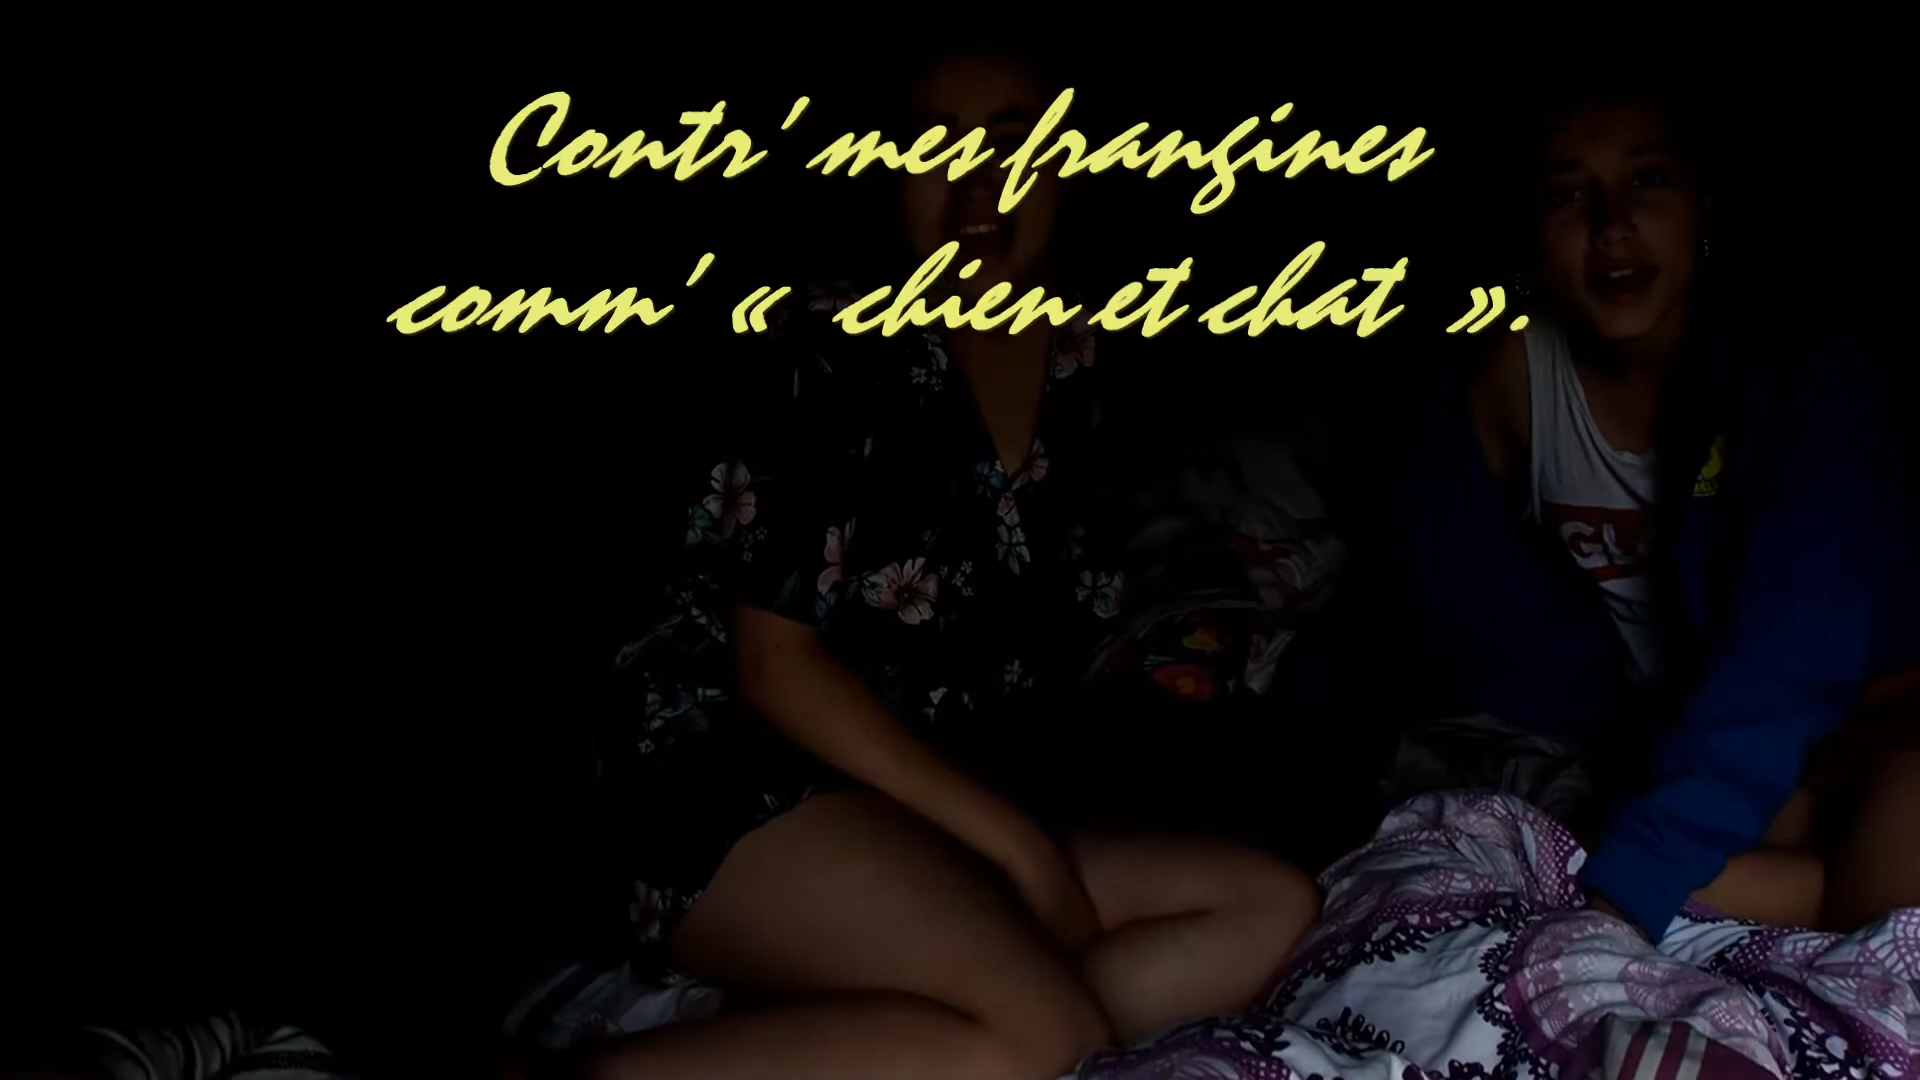 Contr' mes frangines
comm' «  chien et chat  ».